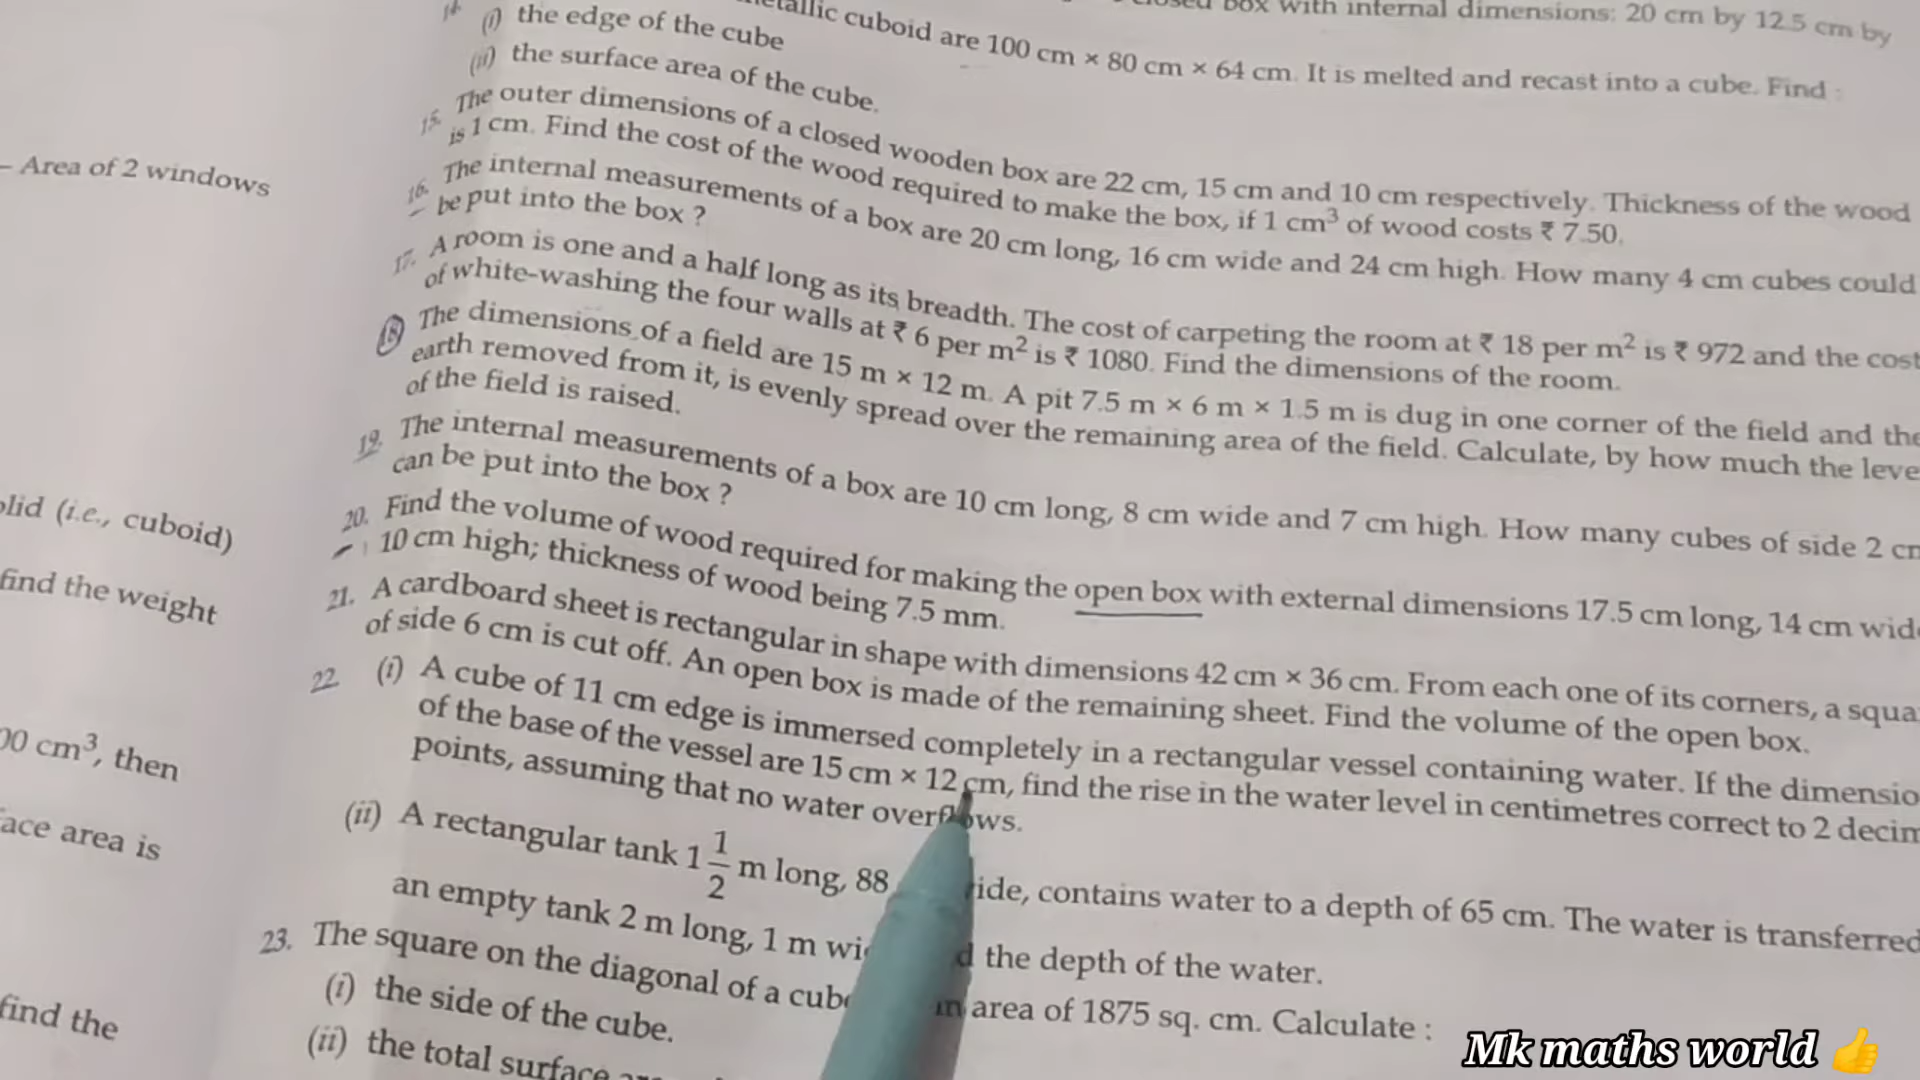 closed box with internal dimensions: 20 cm by 12.5 cm by
14. metallic cuboid are 100 cm × 80 cm × 64 cm. It is melted and recast into a cube. Find :
(i) the edge of the cube
(ii) the surface area of the cube.
15. The outer dimensions of a closed wooden box are 22 cm, 15 cm and 10 cm respectively. Thickness of the wood
is 1 cm. Find the cost of the wood required to make the box, if 1 cm³ of wood costs ₹ 7.50.
16. The internal measurements of a box are 20 cm long, 16 cm wide and 24 cm high. How many 4 cm cubes could
be put into the box ?
17. A room is one and a half long as its breadth. The cost of carpeting the room at ₹ 18 per m² is ₹ 972 and the cost
of white-washing the four walls at ₹ 6 per m² is ₹ 1080. Find the dimensions of the room.
18. The dimensions of a field are 15 m × 12 m. A pit 7.5 m × 6 m × 1.5 m is dug in one corner of the field and the
earth removed from it, is evenly spread over the remaining area of the field. Calculate, by how much the leve
of the field is raised.
19. The internal measurements of a box are 10 cm long, 8 cm wide and 7 cm high. How many cubes of side 2 cm
can be put into the box ?
20. Find the volume of wood required for making the open box with external dimensions 17.5 cm long, 14 cm wide
10 cm high; thickness of wood being 7.5 mm.
21. A cardboard sheet is rectangular in shape with dimensions 42 cm × 36 cm. From each one of its corners, a squa
of side 6 cm is cut off. An open box is made of the remaining sheet. Find the volume of the open box.
22. (i) A cube of 11 cm edge is immersed completely in a rectangular vessel containing water. If the dimensio
of the base of the vessel are 15 cm × 12 cm, find the rise in the water level in centimetres correct to 2 decim
points, assuming that no water overflows.
(ii) A rectangular tank 1 1/2 m long, 88 ide, contains water to a depth of 65 cm. The water is transferred
an empty tank 2 m long, 1 m wi d the depth of the water.
23. The square on the diagonal of a cube an area of 1875 sq. cm. Calculate :
(i) the side of the cube.
(ii) the total surface
– Area of 2 windows
olid (i.e., cuboid)
find the weight
00 cm³, then
face area is
find the
Mk maths world 👍